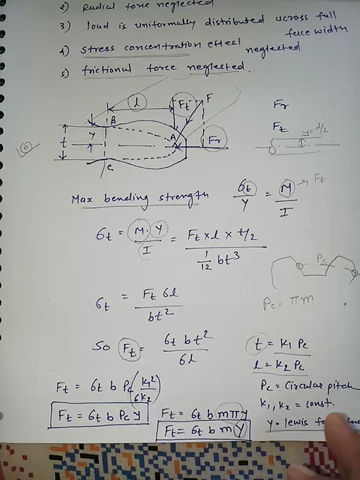 2) Radial force neglected
3) load is uniformly distributed across full face width
4) stress concentration effect neglected
5) frictional force neglected.
l
Ft
F
Fr
A
B
C
t
y
Fr
Ft
Max bending strength
σt/y = M/I
Ft
σt = M·y/I = Ft × l × t/2 / 1/12 bt³
σt = Ft 6l / bt²
Pc
Pc = πm
So Ft = σt bt² / 6l
t = k₁ Pc
l = k₂ Pc
Pc = Circular pitch
k₁, k₂ = const.
y = lewis
Ft = σt b Pc (k₁²/6k₂)
Ft = σt b Pc y
Ft = σt b mπy
Ft = σt b m y